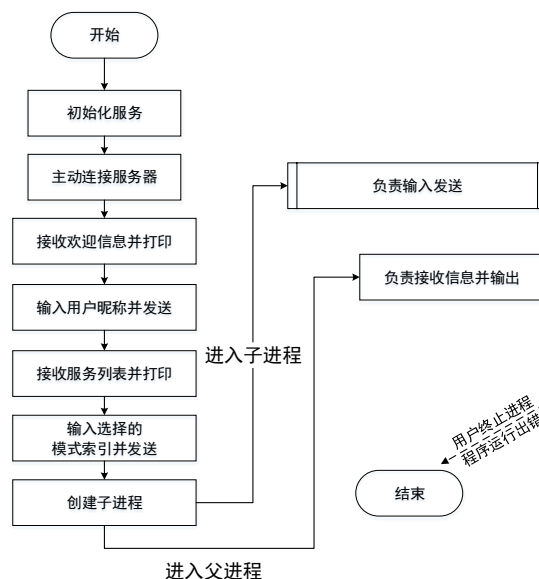 开始
初始化服务
主动连接服务器
接收欢迎信息并打印
输入用户昵称并发送
接收服务列表并打印
输入选择的
模式索引并发送
创建子进程
进入子进程
进入父进程
负责输入发送
负责接收信息并输出
用户终止进程
程序运行出错
结束